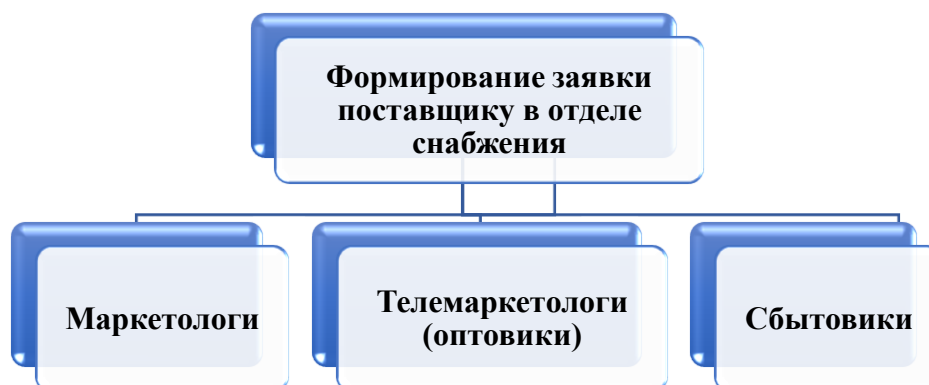 Формирование заявки
поставщику в отделе
снабжения
Маркетологи
Телемаркетологи
(оптовики)
Сбытовики